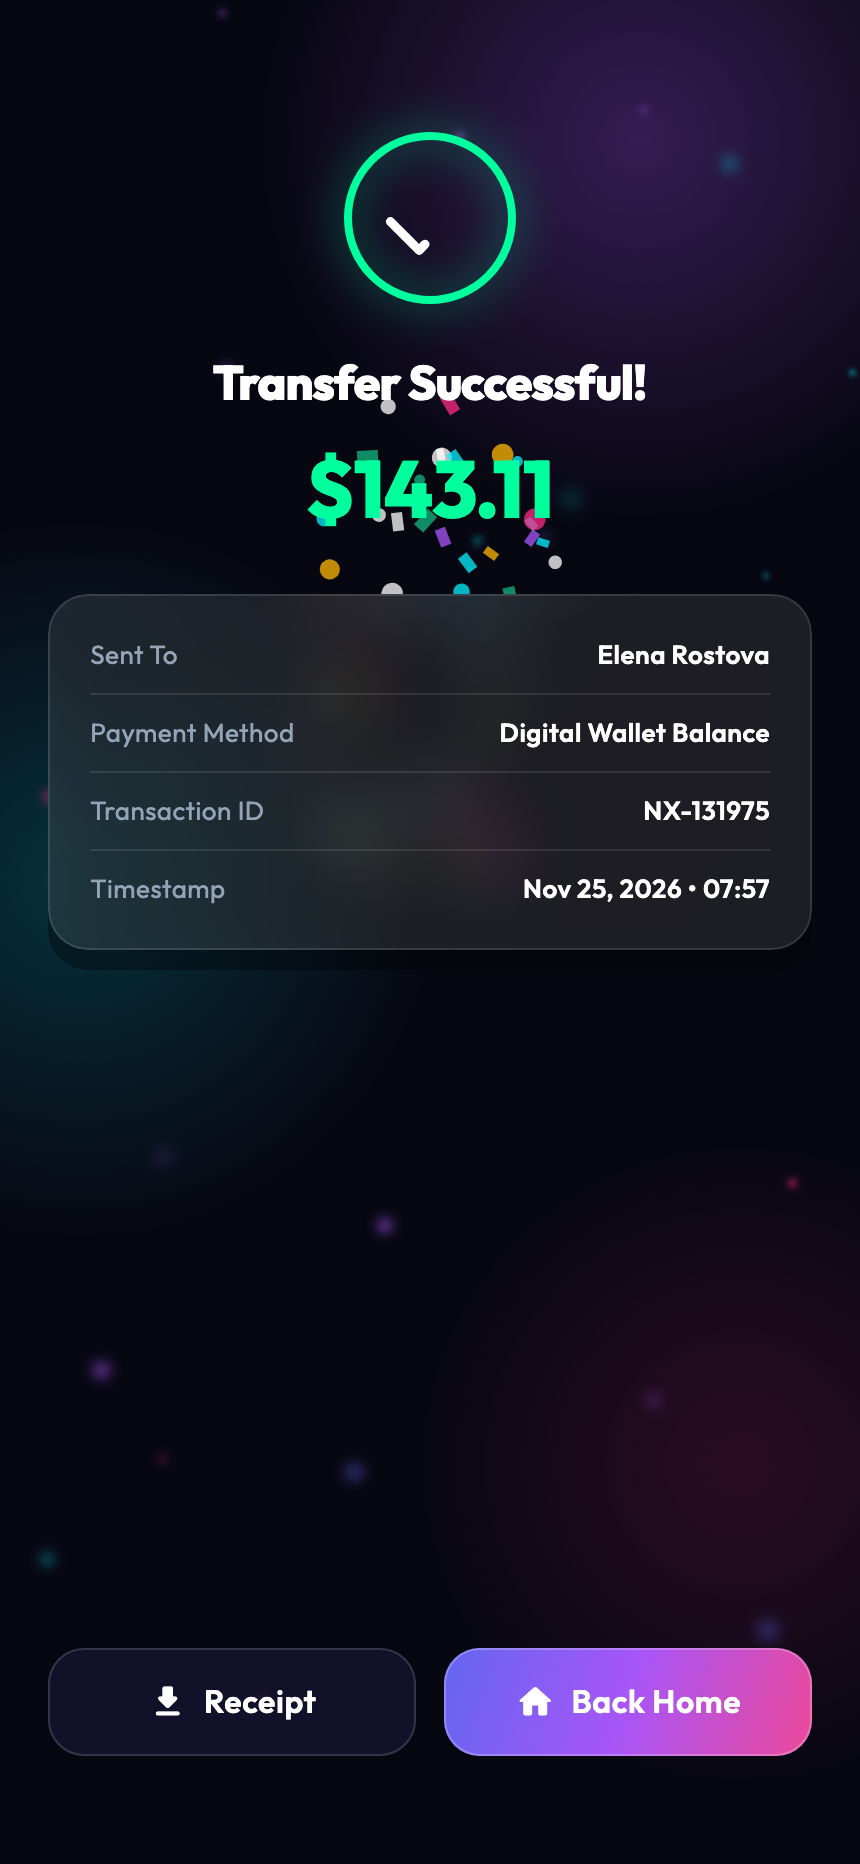 Transfer Successful!
$143.11
Sent To Elena Rostova
Payment Method Digital Wallet Balance
Transaction ID NX-131975
Timestamp Nov 25, 2026 • 07:57
Receipt Back Home